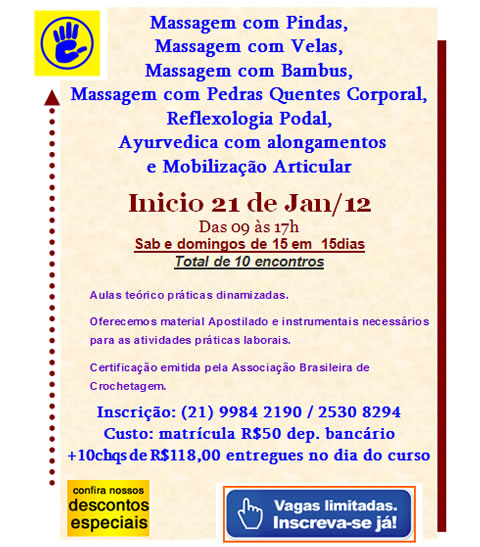 Massagem com Pindas,
Massagem com Velas,
Massagem com Bambus,
Massagem com Pedras Quentes Corporal,
Reflexologia Podal,
Ayurvedica com alongamentos
e Mobilização Articular
Inicio 21 de Jan/12
Das 09 às 17h
Sab e domingos de 15 em 15dias
Total de 10 encontros
Aulas teórico práticas dinamizadas.
Oferecemos material Apostilado e instrumentais necessários
para as atividades práticas laborais.
Certificação emitida pela Associação Brasileira de
Crochetagem.
Inscrição: (21) 9984 2190 / 2530 8294
Custo: matrícula R$50 dep. bancário
+10chqs de R$118,00 entregues no dia do curso
confira nossos
descontos
especiais
Vagas limitadas.
Inscreva-se já!